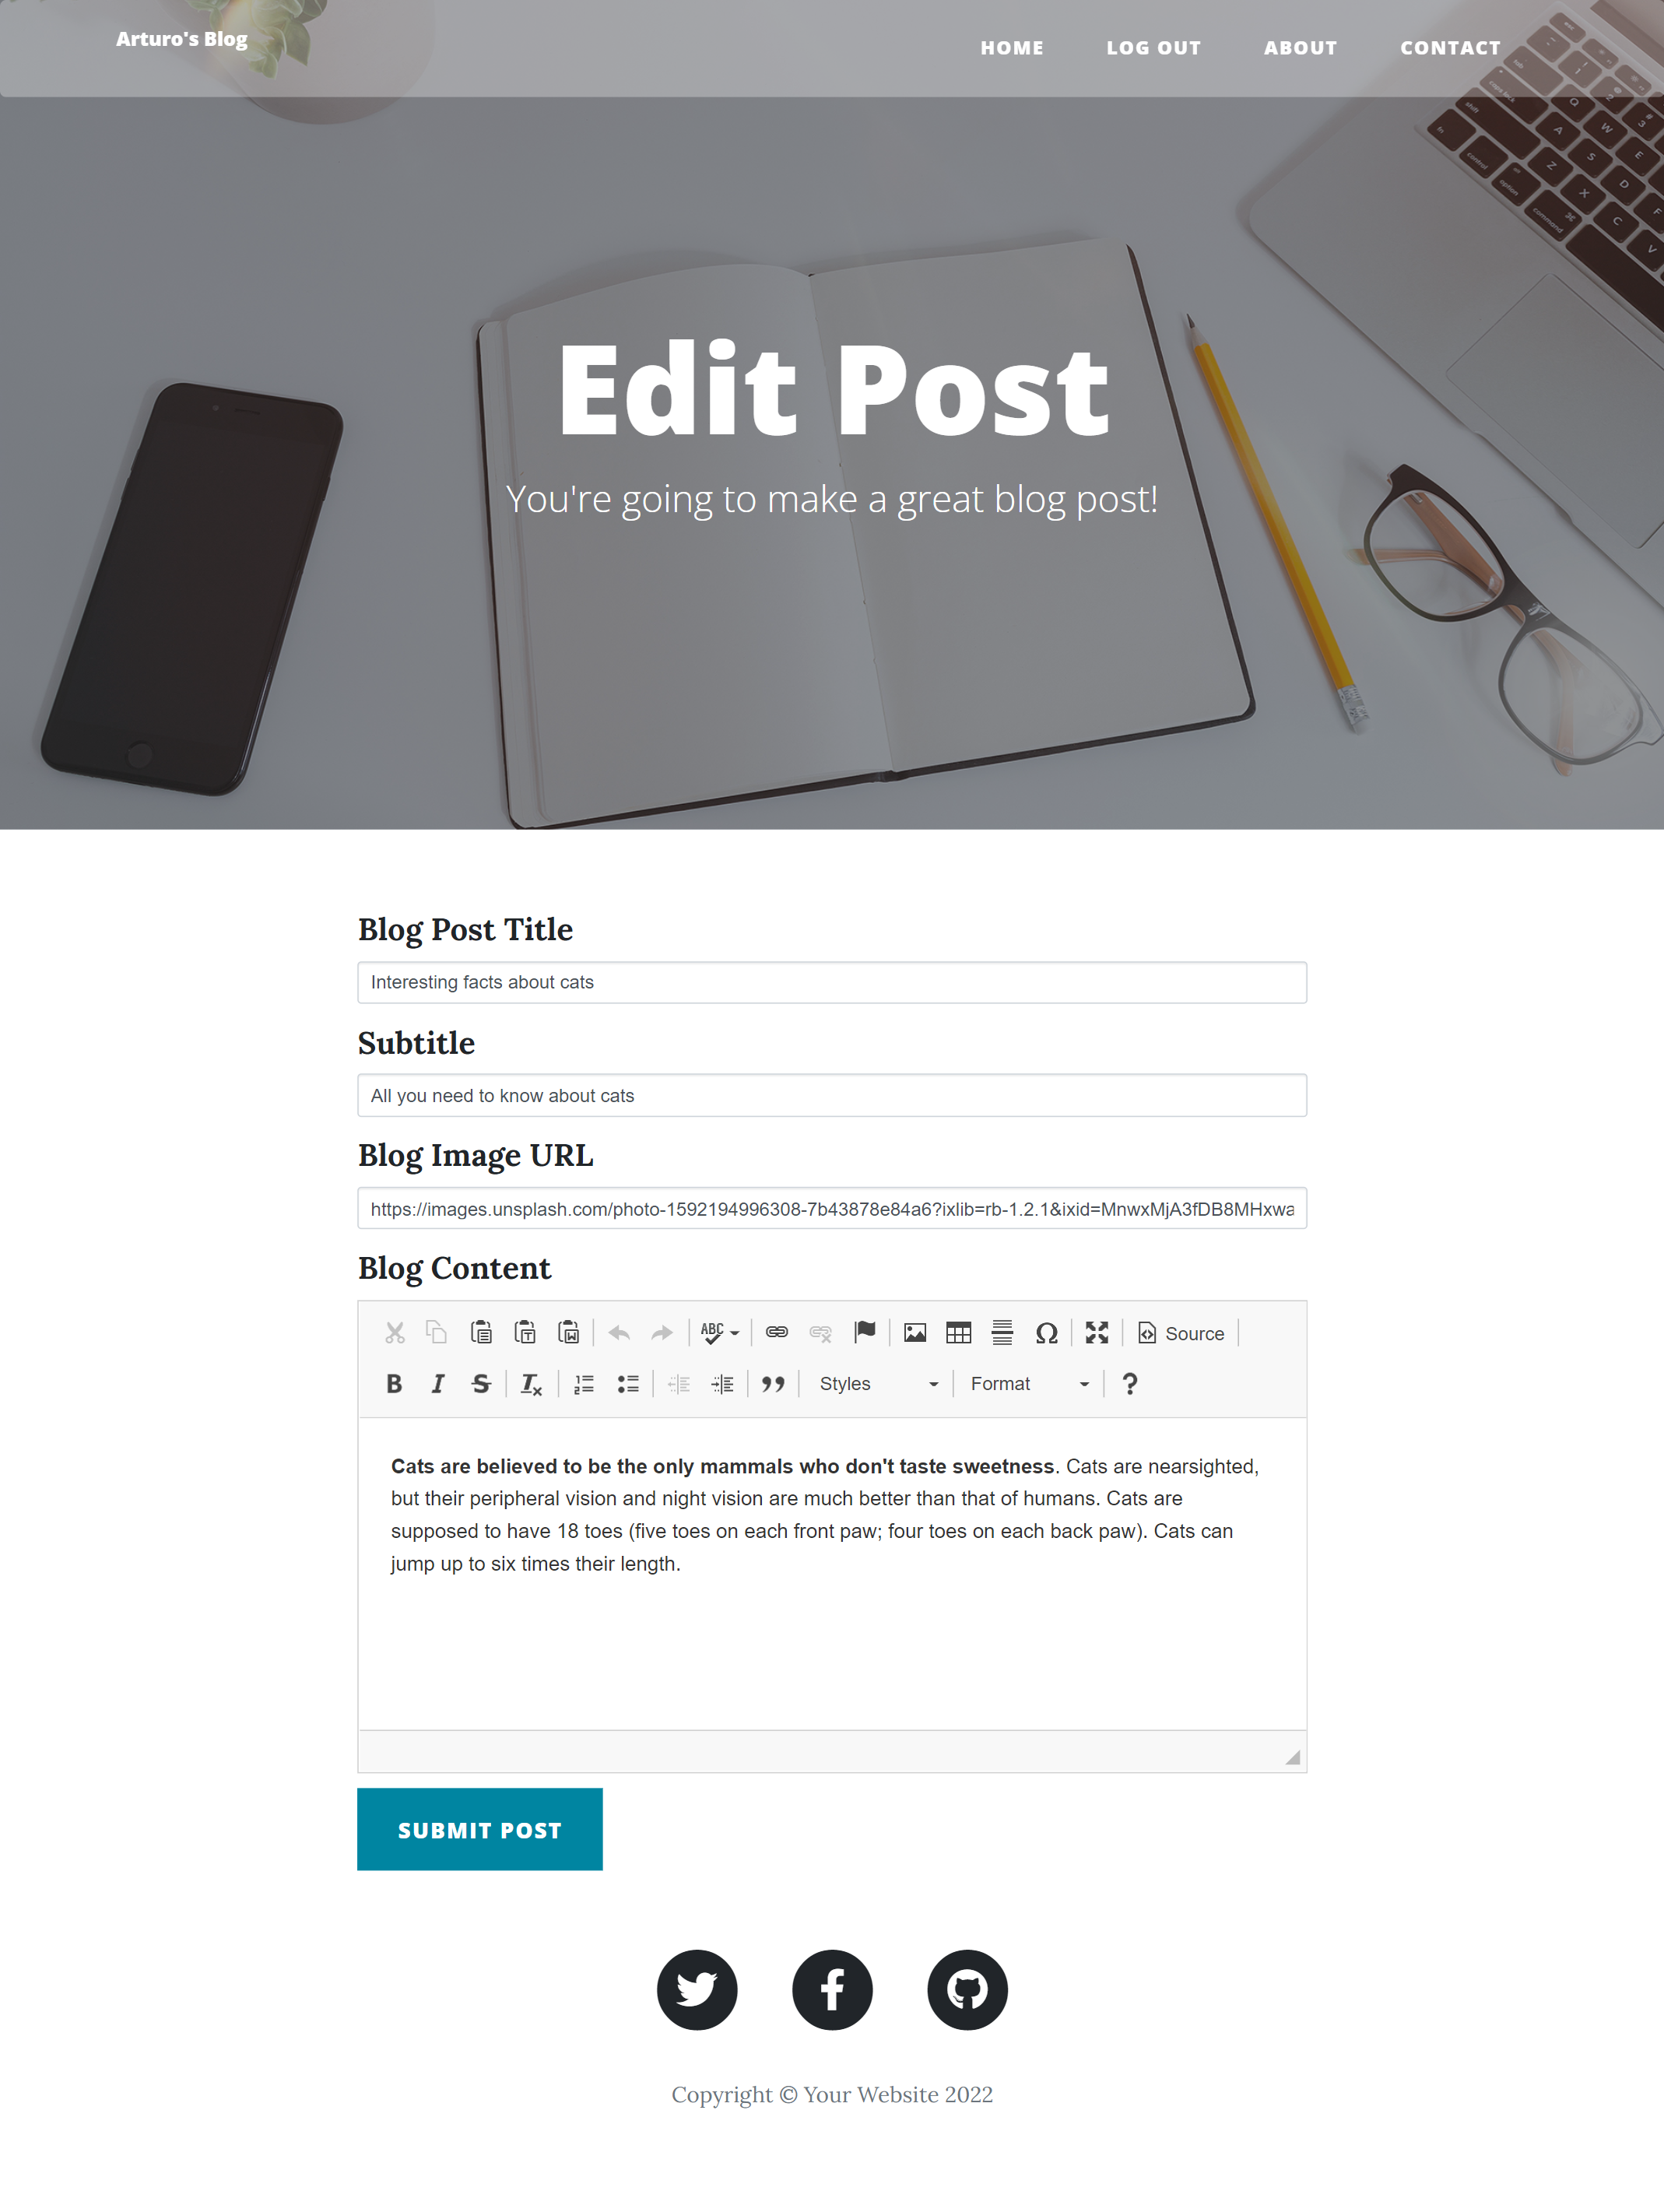 Arturo's Blog
HOME
LOG OUT
ABOUT
CONTACT
Edit Post
You're going to make a great blog post!
Blog Post Title
Interesting facts about cats
Subtitle
All you need to know about cats
Blog Image URL
https://images.unsplash.com/photo-1592194996308-7b43878e84a6?ixlib=rb-1.2.1&ixid=MnwxMjA3fDB8MHxwa
Blog Content
ABC
Source
Styles
Format
Cats are believed to be the only mammals who don't taste sweetness. Cats are nearsighted,
but their peripheral vision and night vision are much better than that of humans. Cats are
supposed to have 18 toes (five toes on each front paw; four toes on each back paw). Cats can
jump up to six times their length.
SUBMIT POST
Copyright © Your Website 2022